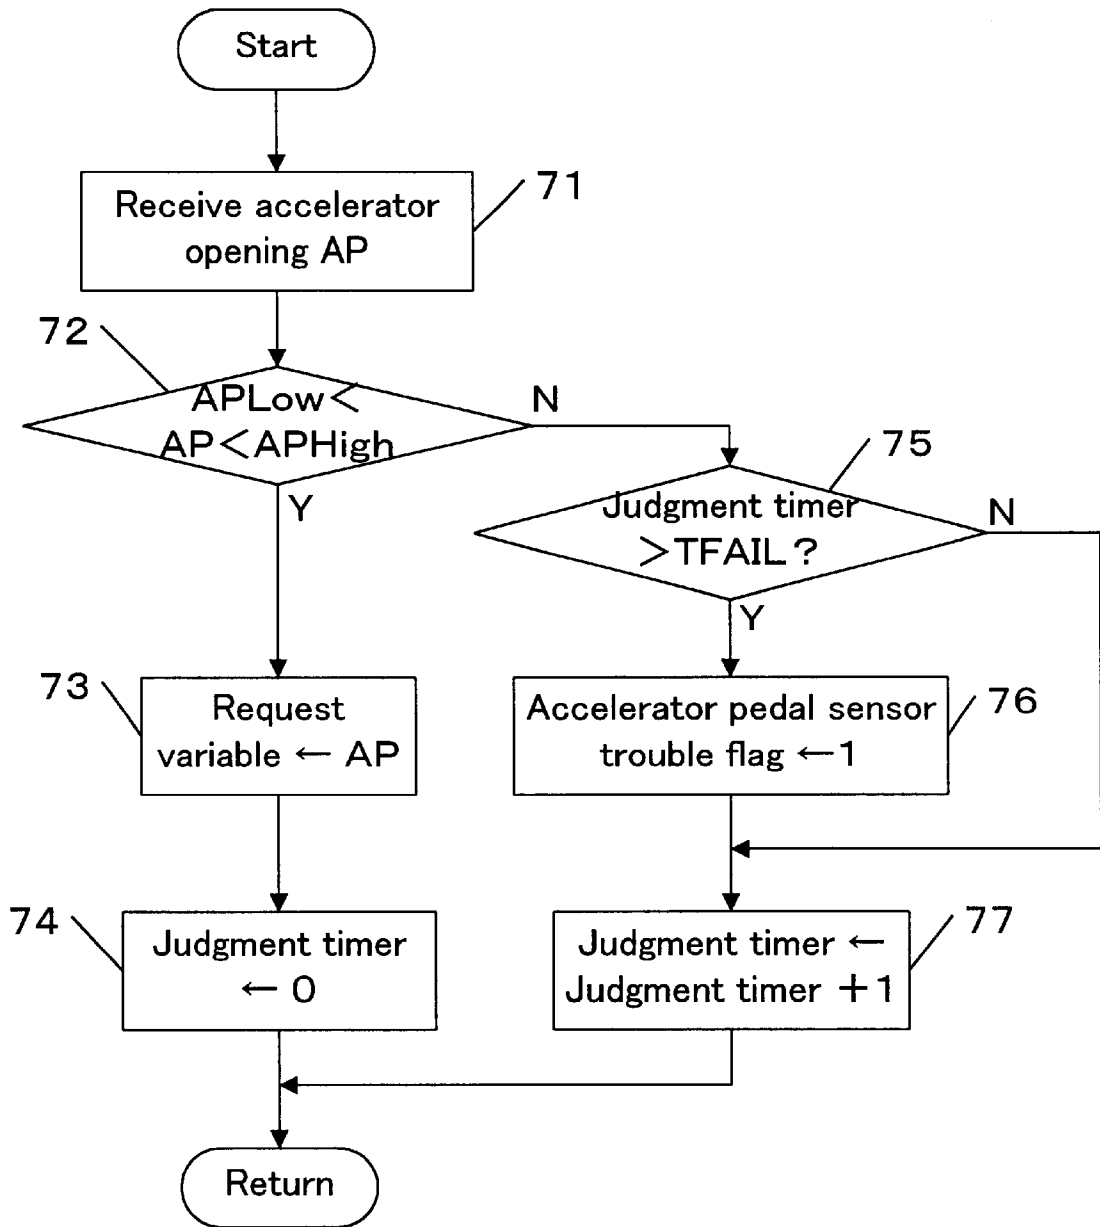 Start
71
Receive accelerator
opening AP
72
APLow<
AP<APHigh
N
Y
75
Judgment timer
>TFAIL?
N
Y
73
Request
variable ← AP
76
Accelerator pedal sensor
trouble flag ←1
74
Judgment timer
← 0
77
Judgment timer ←
Judgment timer +1
Return